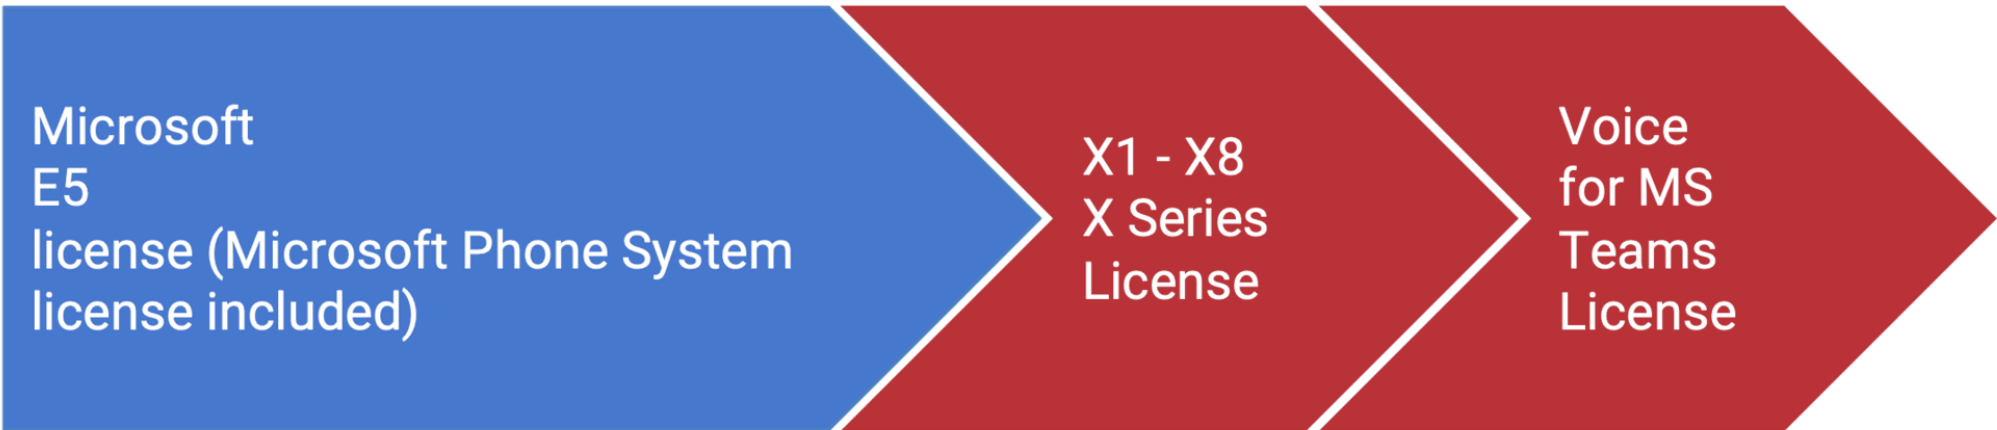 Microsoft
E5
license (Microsoft Phone System
license included)
X1 - X8
X Series
License
Voice
for MS
Teams
License